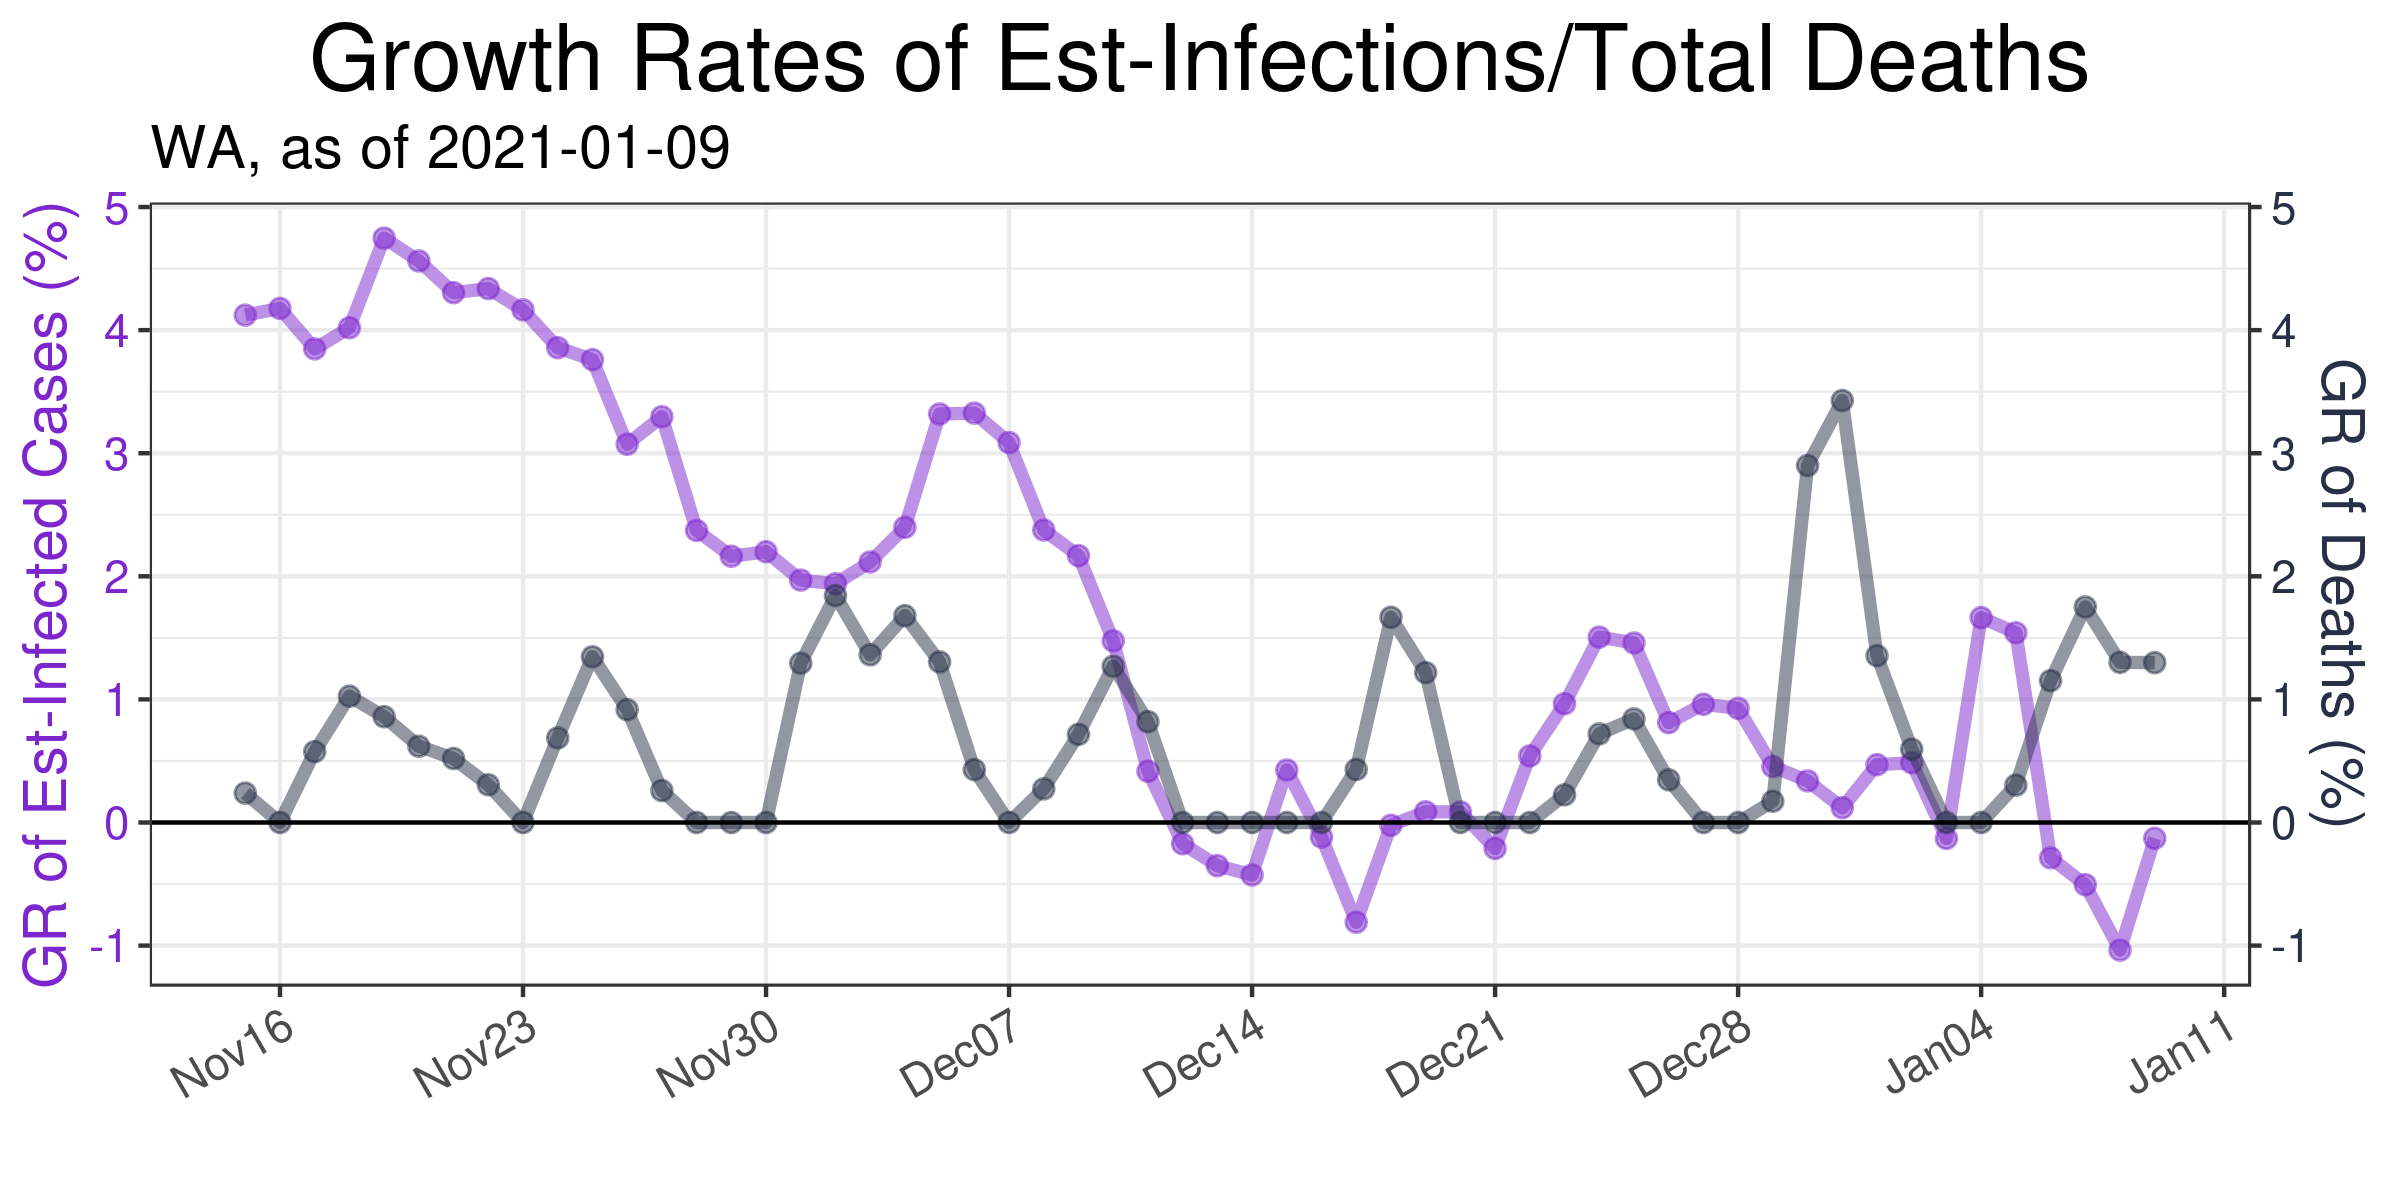 Growth Rates of Est-Infections/Total Deaths
WA, as of 2021-01-09
GR of Est-Infected Cases (%)
5
4
3
2
1
0
-1
5
4
3
2
1
0
-1
GR of Deaths (%)
Nov16
Nov23
Nov30
Dec07
Dec14
Dec21
Dec28
Jan04
Jan11